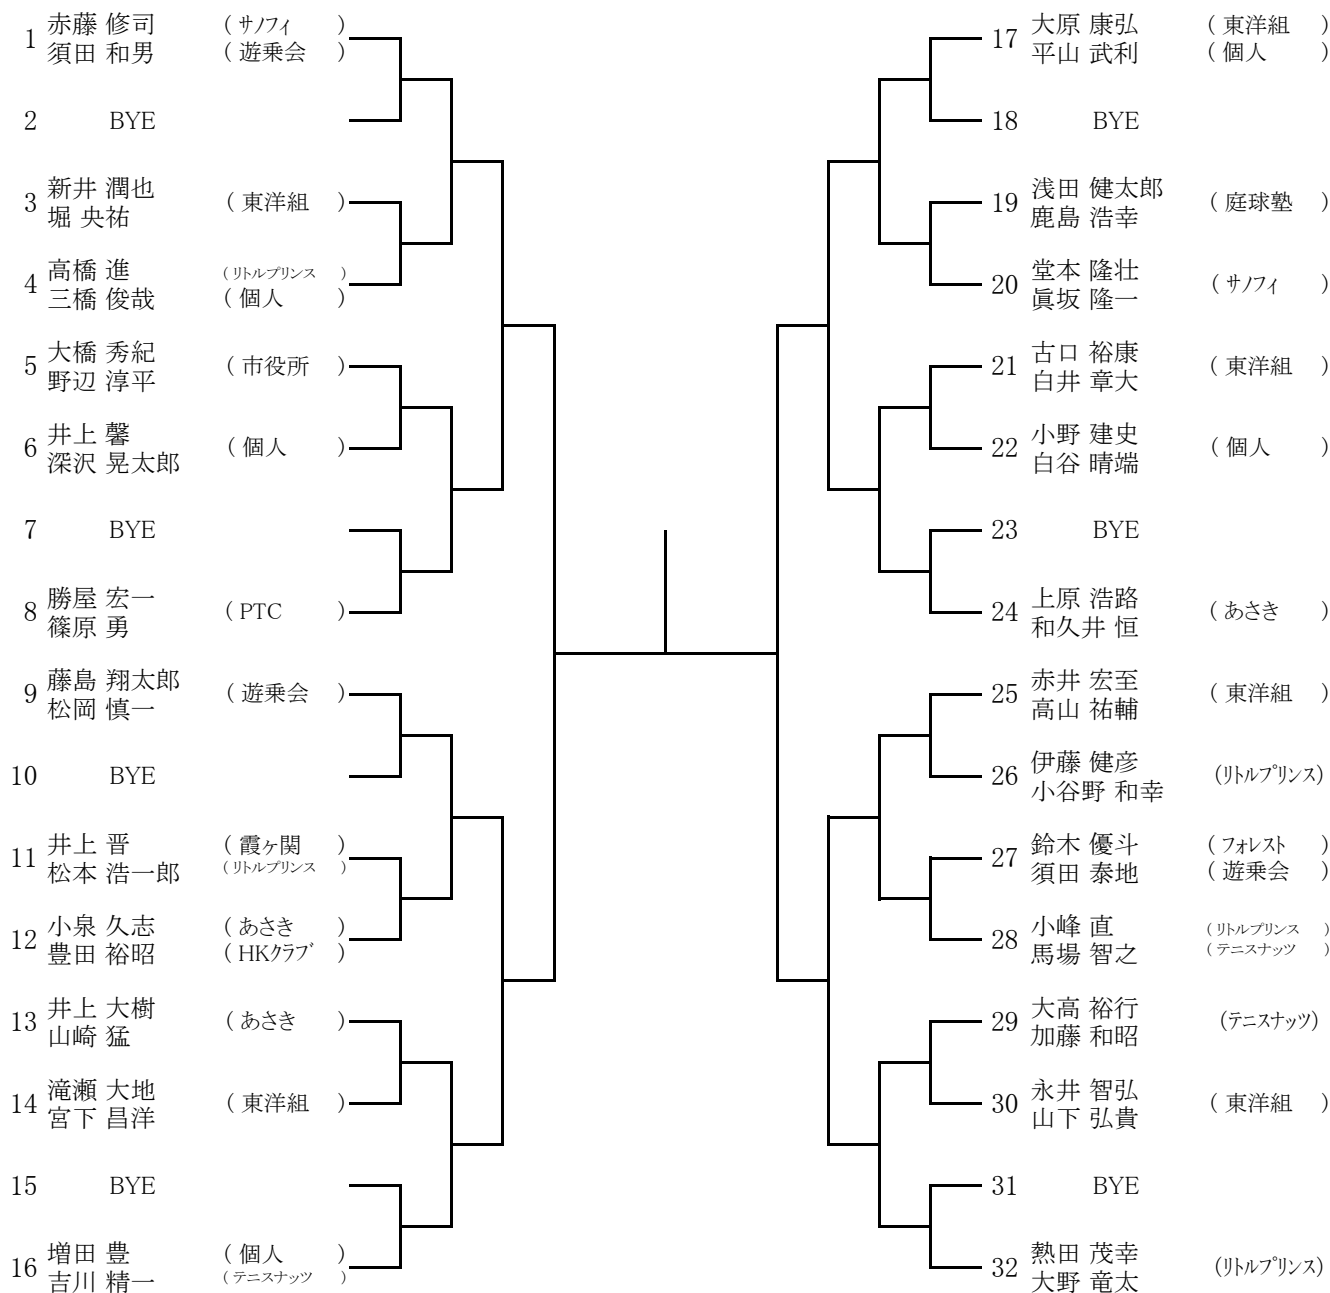 1 赤藤 修司 ( サノフィ )
須田 和男 ( 遊乗会 )
2 BYE
3 新井 潤也 ( 東洋組 )
堀 央祐
4 高橋 進 ( リトルプリンス )
三橋 俊哉 ( 個人 )
5 大橋 秀紀 ( 市役所 )
野辺 淳平
6 井上 馨 ( 個人 )
深沢 晃太郎
7 BYE
8 勝屋 宏一 ( PTC )
篠原 勇
9 藤島 翔太郎 ( 遊乗会 )
松岡 慎一
10 BYE
11 井上 晋 ( 霞ヶ関 )
松本 浩一郎 ( リトルプリンス )
12 小泉 久志 ( あさき )
豊田 裕昭 ( HKクラブ )
13 井上 大樹 ( あさき )
山崎 猛
14 滝瀬 大地 ( 東洋組 )
宮下 昌洋
15 BYE
16 増田 豊 ( 個人 )
吉川 精一 ( テニスナッツ )
17 大原 康弘 ( 東洋組 )
平山 武利 ( 個人 )
18 BYE
19 浅田 健太郎 ( 庭球塾 )
鹿島 浩幸
20 堂本 隆壮 ( サノフィ )
眞坂 隆一
21 古口 裕康 ( 東洋組 )
白井 章大
22 小野 建史 ( 個人 )
白谷 晴端
23 BYE
24 上原 浩路 ( あさき )
和久井 恒
25 赤井 宏至 ( 東洋組 )
高山 祐輔
26 伊藤 健彦 (リトルプリンス)
小谷野 和幸
27 鈴木 優斗 ( フォレスト )
須田 泰地 ( 遊乗会 )
28 小峰 直 ( リトルプリンス )
馬場 智之 ( テニスナッツ )
29 大高 裕行 (テニスナッツ)
加藤 和昭
30 永井 智弘 ( 東洋組 )
山下 弘貴
31 BYE
32 熱田 茂幸 (リトルプリンス)
大野 竜太